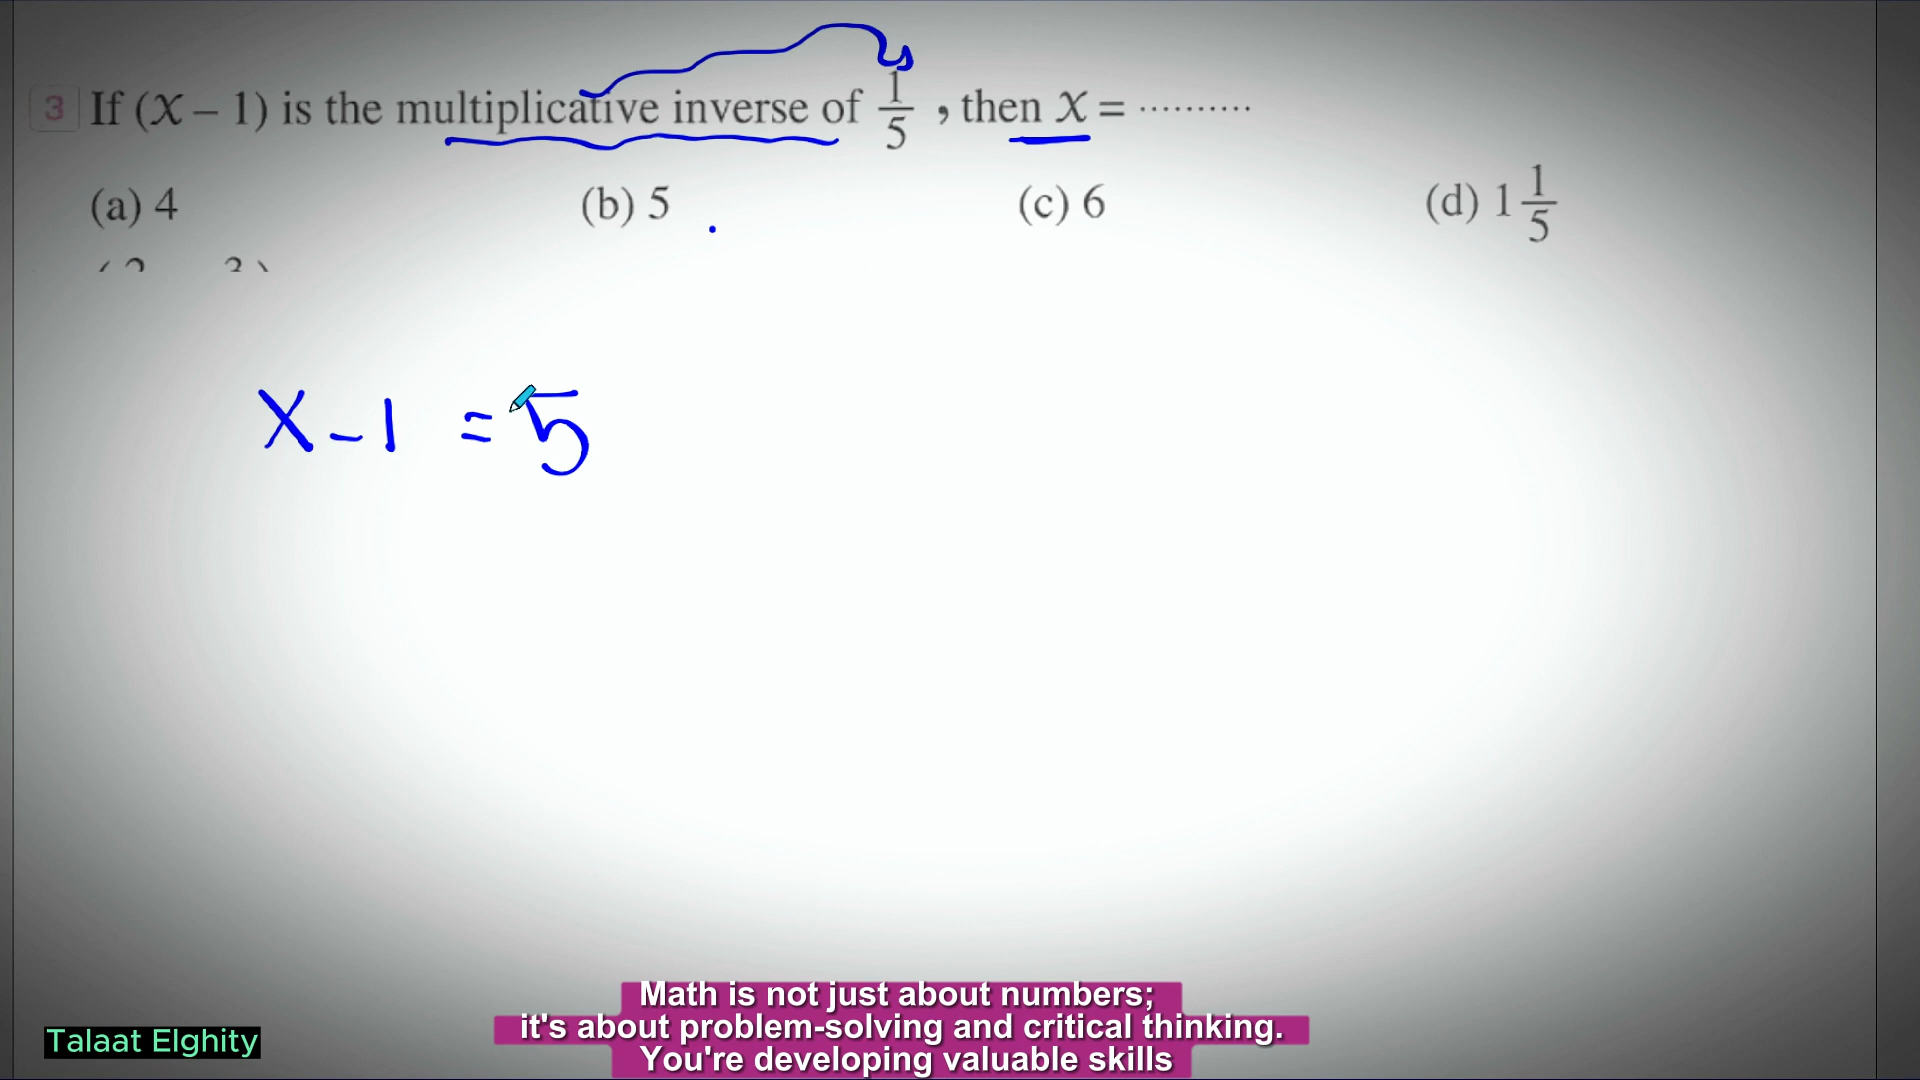 3 If (X – 1) is the multiplicative inverse of 1/5 , then X = ··········
(a) 4 (b) 5 (c) 6 (d) 1 1/5
X - 1 = 5
Math is not just about numbers;
it's about problem-solving and critical thinking.
You're developing valuable skills
Talaat Elghity